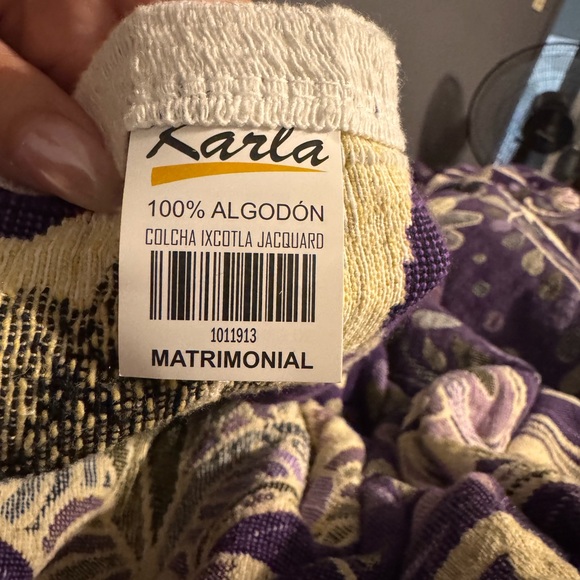 Karla
100% ALGODÓN
COLCHA IXCOTLA JACQUARD
1011913
MATRIMONIAL